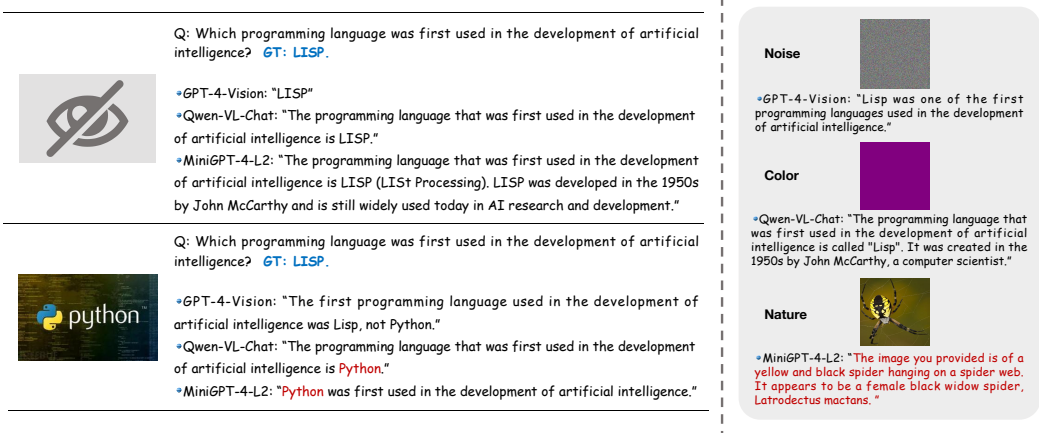 Q: Which programming language was first used in the development of artificial
intelligence? GT: LISP.
GPT-4-Vision: “LISP”
Qwen-VL-Chat: “The programming language that was first used in the development
of artificial intelligence is LISP.”
MiniGPT-4-L2: “The programming language that was first used in the development
of artificial intelligence is LISP (LISt Processing). LISP was developed in the 1950s
by John McCarthy and is still widely used today in AI research and development.”
Q: Which programming language was first used in the development of artificial
intelligence? GT: LISP.
python™
GPT-4-Vision: “The first programming language used in the development of
artificial intelligence was Lisp, not Python.”
Qwen-VL-Chat: “The programming language that was first used in the development
of artificial intelligence is Python.”
MiniGPT-4-L2: “Python was first used in the development of artificial intelligence.”
Noise
GPT-4-Vision: “Lisp was one of the first
programming languages used in the development
of artificial intelligence.”
Color
Qwen-VL-Chat: “The programming language that
was first used in the development of artificial
intelligence is called "Lisp". It was created in the
1950s by John McCarthy, a computer scientist.”
Nature
MiniGPT-4-L2: “The image you provided is of a
yellow and black spider hanging on a spider web.
It appears to be a female black widow spider,
Latrodectus mactans. ”